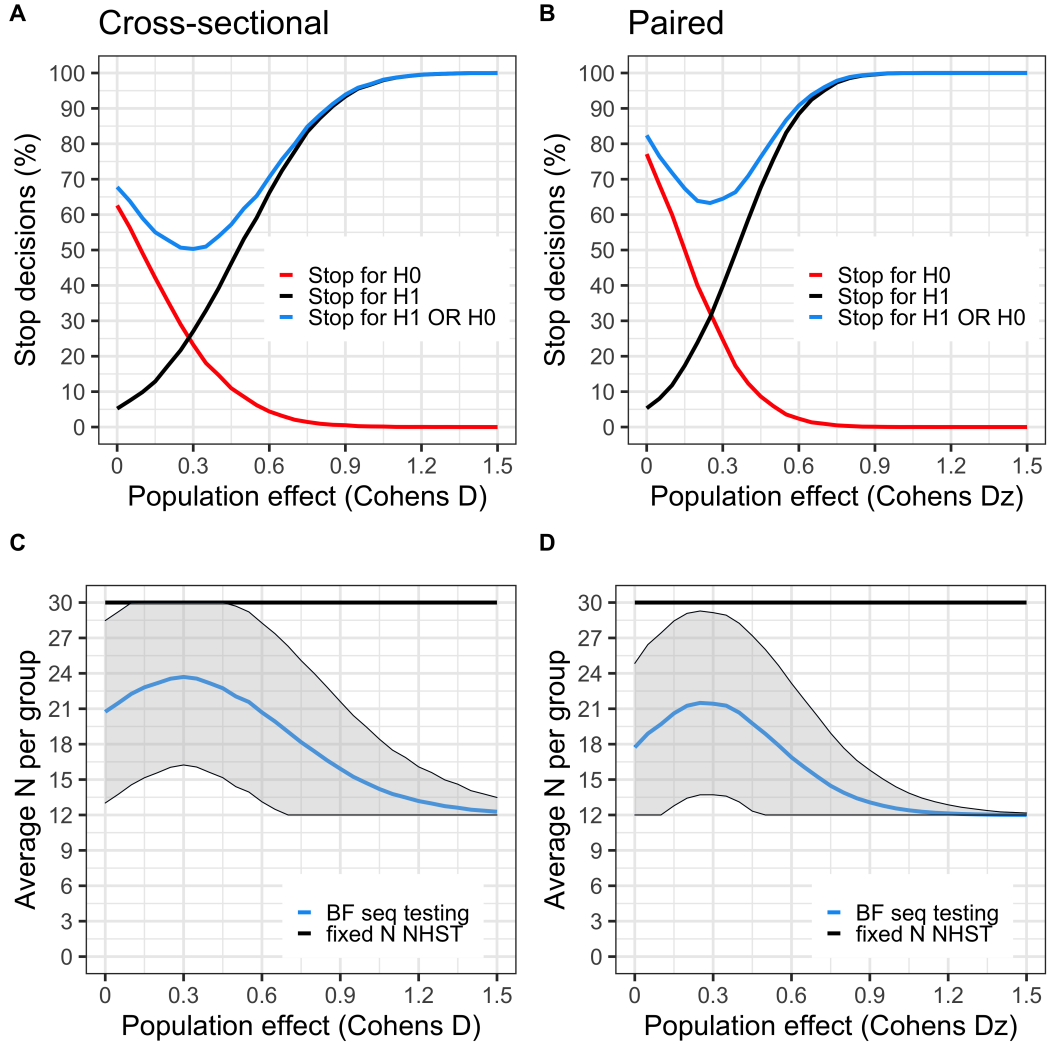 A
Cross-sectional
Stop decisions (%)
100
90
80
70
60
50
40
30
20
10
0
Stop for H0
Stop for H1
Stop for H1 OR H0
0 0.3 0.6 0.9 1.2 1.5
Population effect (Cohens D)
B
Paired
Stop decisions (%)
100
90
80
70
60
50
40
30
20
10
0
Stop for H0
Stop for H1
Stop for H1 OR H0
0 0.3 0.6 0.9 1.2 1.5
Population effect (Cohens Dz)
C
Average N per group
30
27
24
21
18
15
12
9
6
3
0
BF seq testing
fixed N NHST
0 0.3 0.6 0.9 1.2 1.5
Population effect (Cohens D)
D
Average N per group
30
27
24
21
18
15
12
9
6
3
0
BF seq testing
fixed N NHST
0 0.3 0.6 0.9 1.2 1.5
Population effect (Cohens Dz)